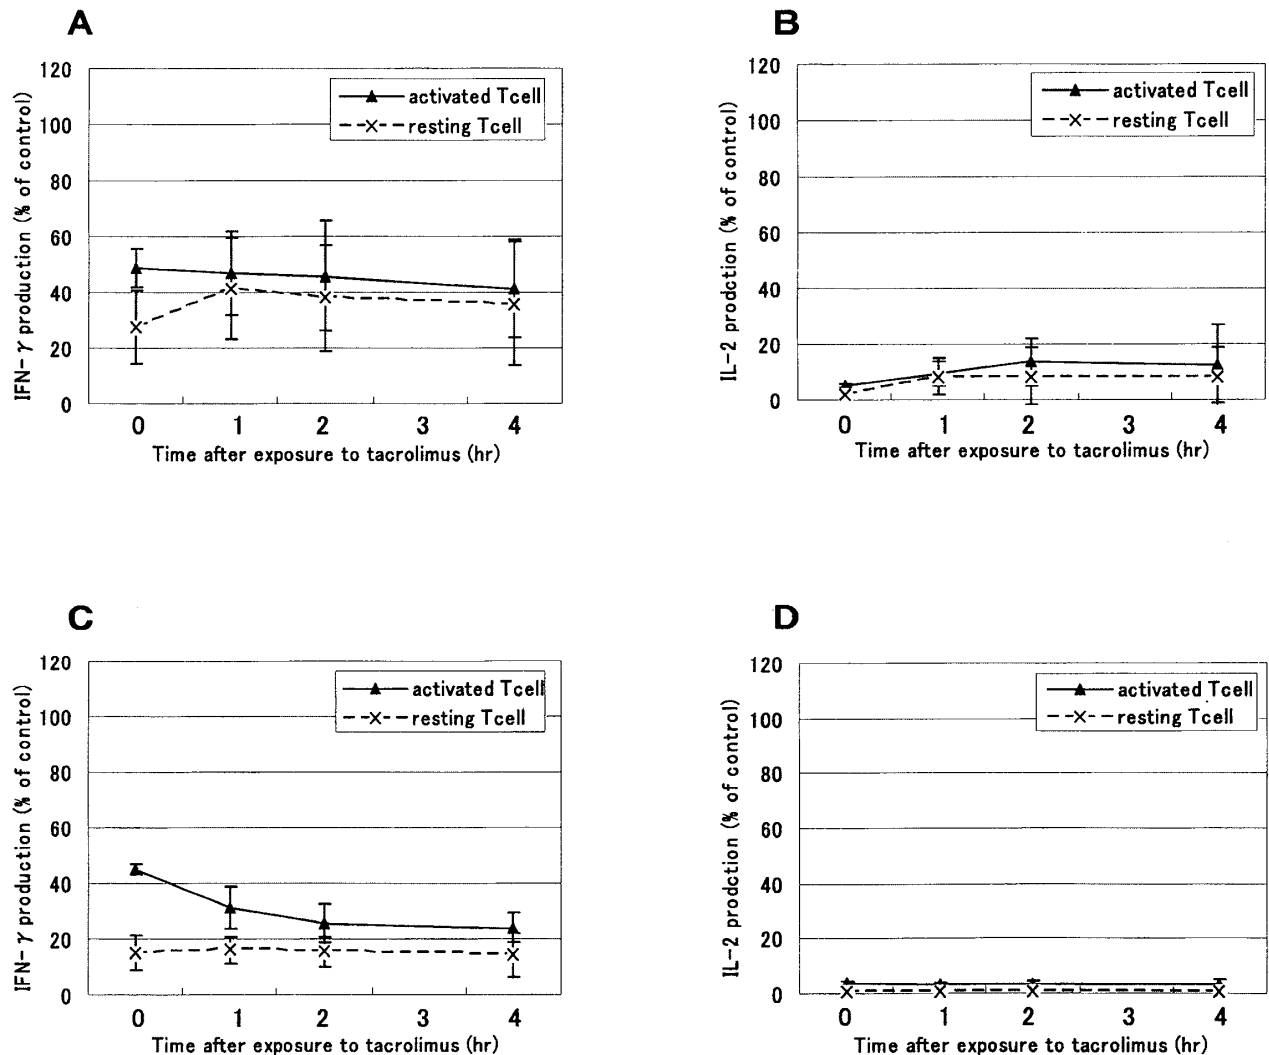 A
IFN-γ production (% of control)
120
100
80
60
40
20
0
activated Tcell
resting Tcell
0 1 2 3 4
Time after exposure to tacrolimus (hr)
B
IL-2 prodction (% of control)
120
100
80
60
40
20
0
activated Tcell
resting Tcell
0 1 2 3 4
Time after exposure to tacrolimus (hr)
C
IFN-γ production (% of control)
120
100
80
60
40
20
0
activated Tcell
resting Tcell
0 1 2 3 4
Time after exposure to tacrolimus (hr)
D
IL-2 prodction (% of control)
120
100
80
60
40
20
0
activated Tcell
resting Tcell
0 1 2 3 4
Time after exposure to tacrolimus (hr)